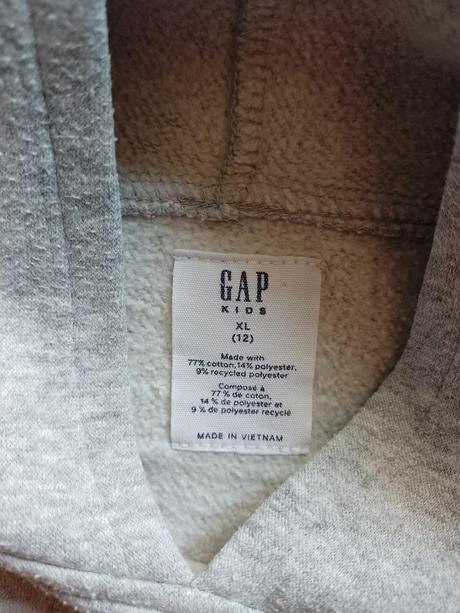 GAP
KIDS
XL
(12)
Made with
77% cotton, 14% polyester,
9% recycled polyester
Composé à
77 % de coton,
14 % de polyester et
9 % de polyester recyclé
MADE IN VIETNAM